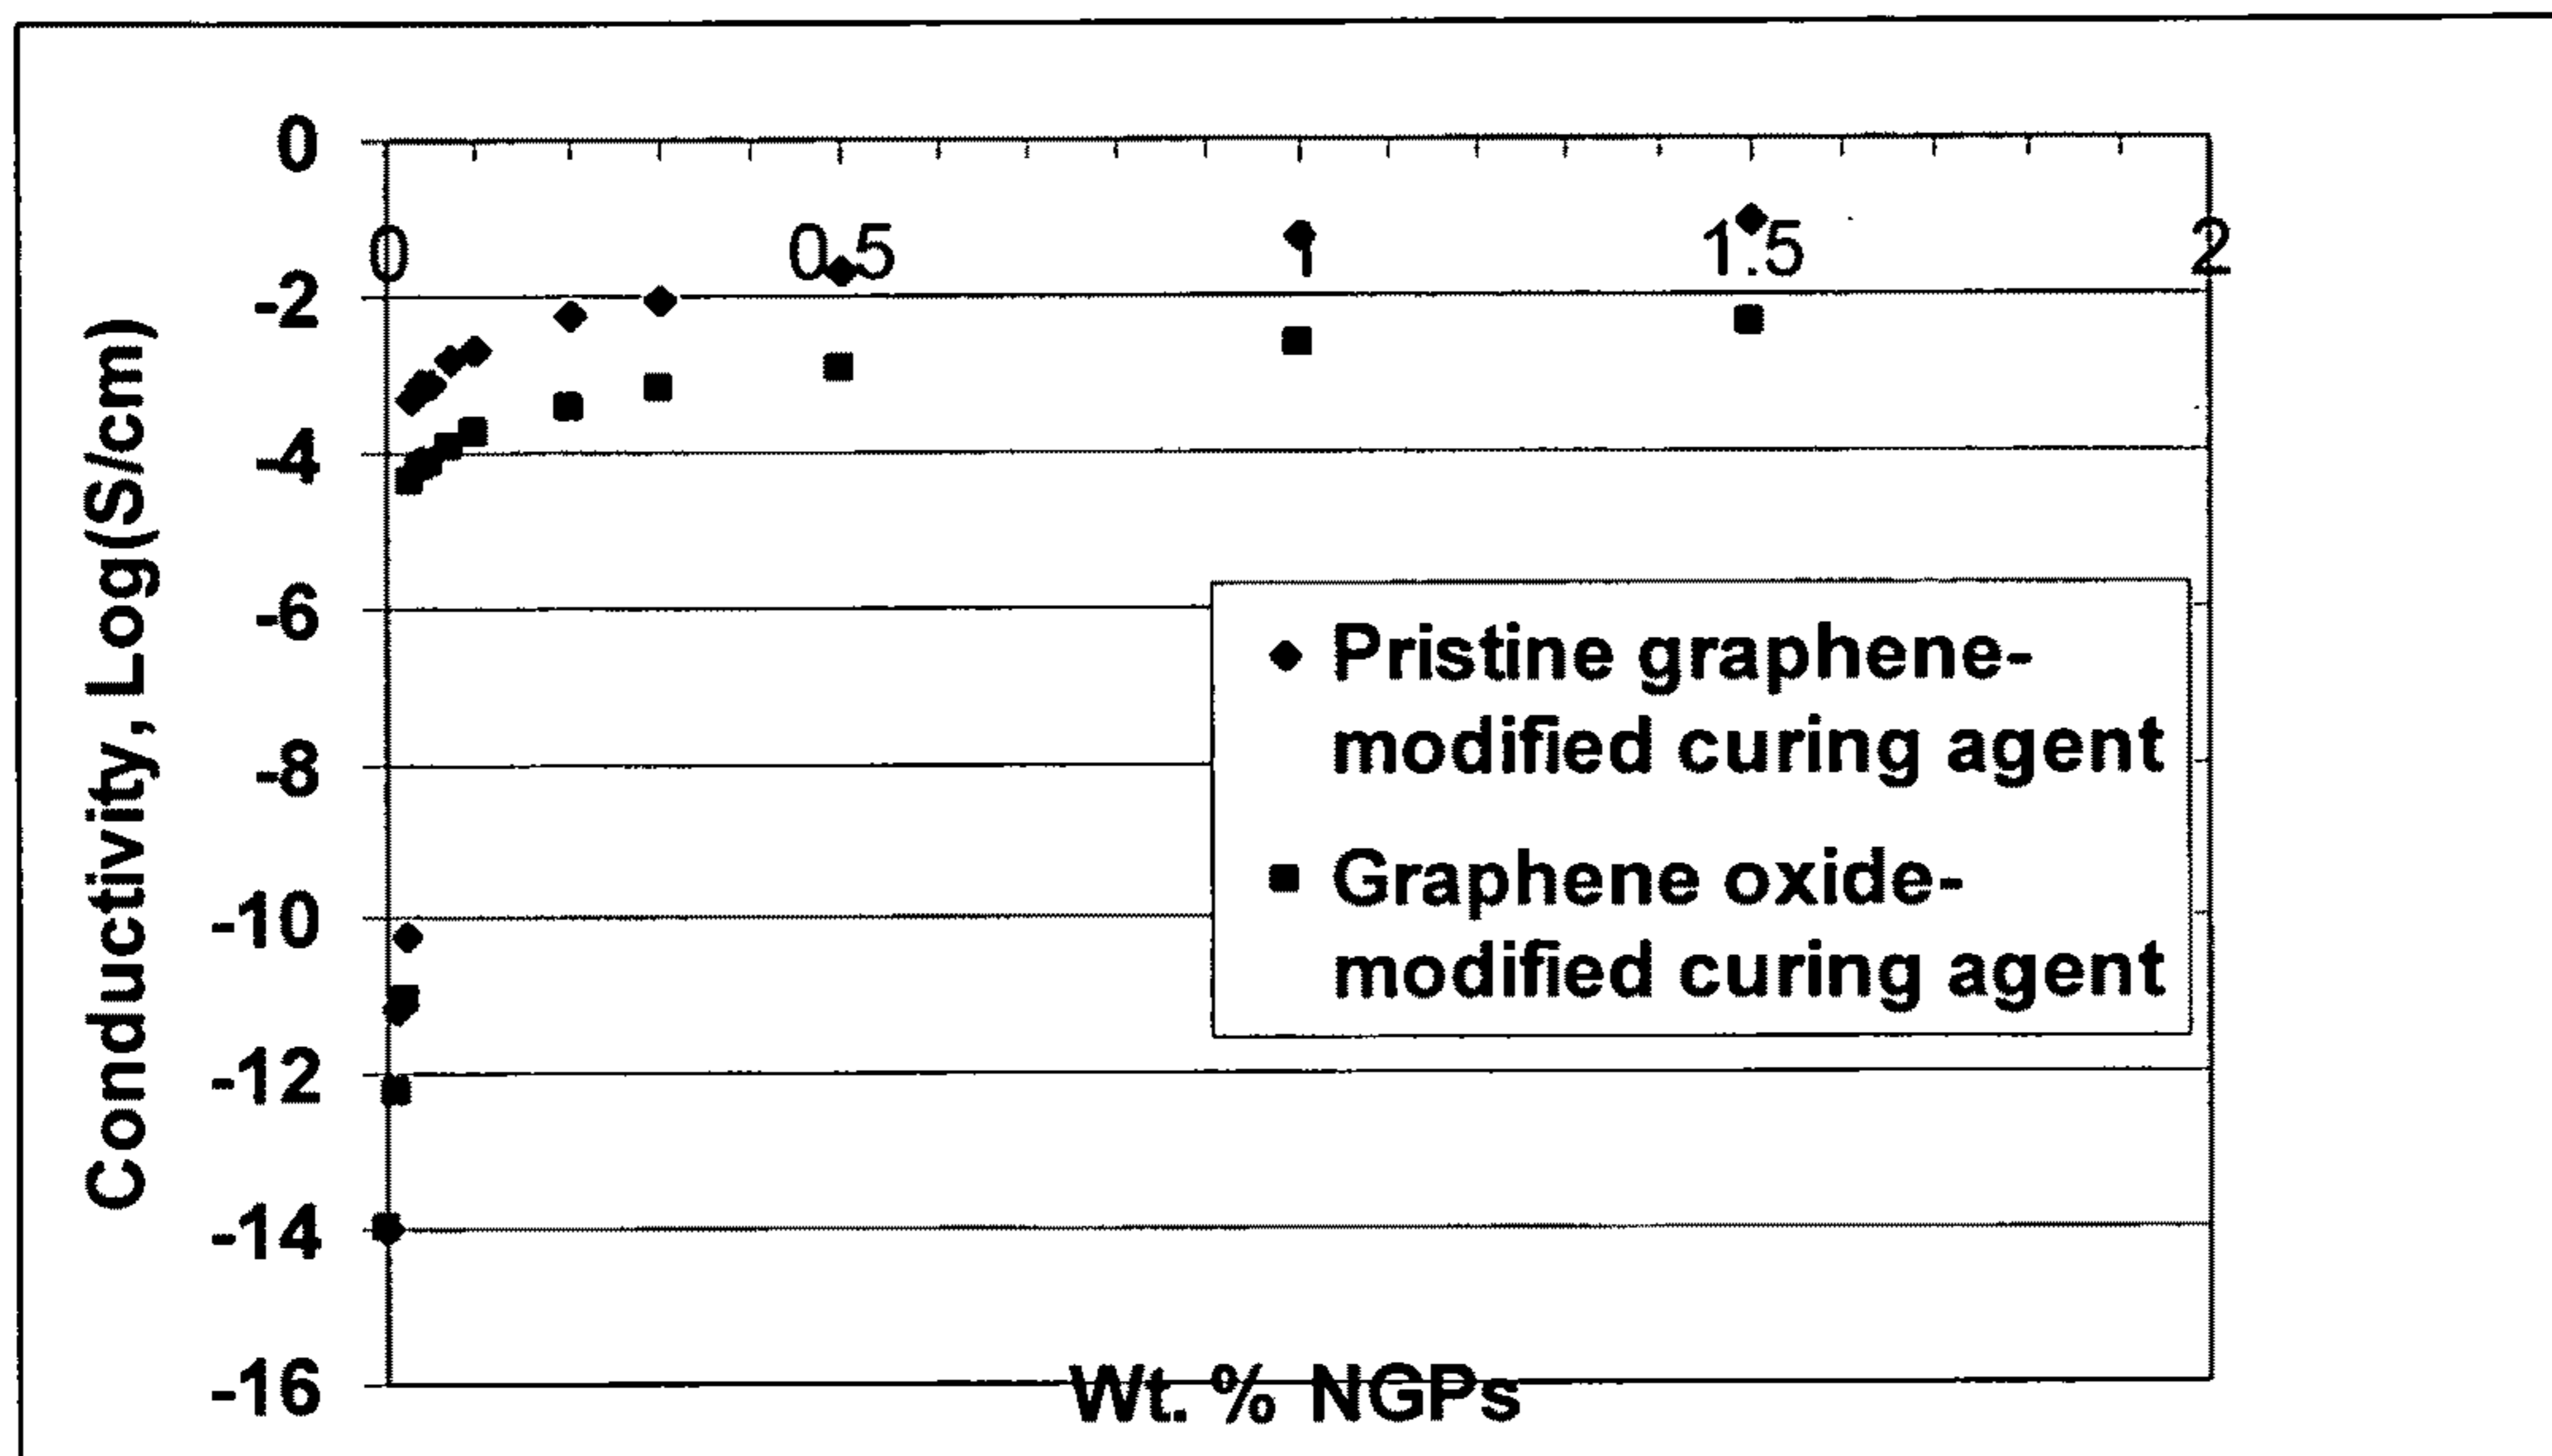 0
-2
-4
-6
-8
-10
-12
-14
-16
Conductivity, Log(S/cm)
0 0.5 1 1.5 2
Pristine graphene-
modified curing agent
Graphene oxide-
modified curing agent
Wt. % NGPs